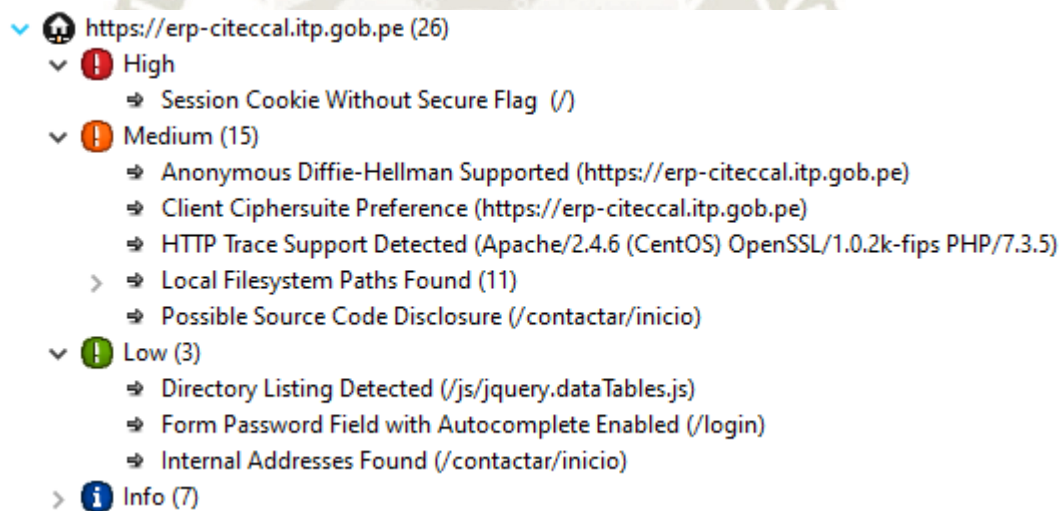 https://erp-citeccal.itp.gob.pe (26)
High
Session Cookie Without Secure Flag (/)
Medium (15)
Anonymous Diffie-Hellman Supported (https://erp-citeccal.itp.gob.pe)
Client Ciphersuite Preference (https://erp-citeccal.itp.gob.pe)
HTTP Trace Support Detected (Apache/2.4.6 (CentOS) OpenSSL/1.0.2k-fips PHP/7.3.5)
Local Filesystem Paths Found (11)
Possible Source Code Disclosure (/contactar/inicio)
Low (3)
Directory Listing Detected (/js/jquery.dataTables.js)
Form Password Field with Autocomplete Enabled (/login)
Internal Addresses Found (/contactar/inicio)
Info (7)